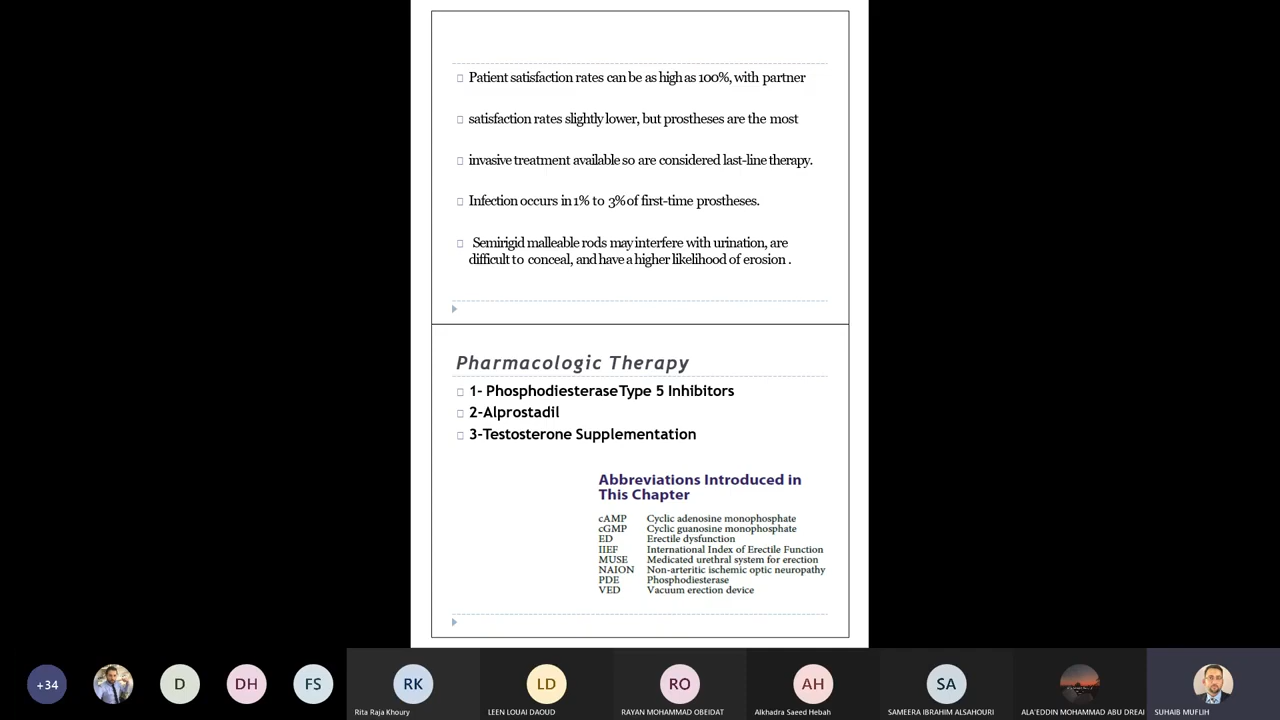 Patient satisfaction rates can be as high as 100%, with partner
satisfaction rates slightly lower, but prostheses are the most
invasive treatment available so are considered last-line therapy.
Infection occurs in 1% to 3% of first-time prostheses.
Semirigid malleable rods may interfere with urination, are
difficult to conceal, and have a higher likelihood of erosion .
Pharmacologic Therapy
1- Phosphodiesterase Type 5 Inhibitors
2-Alprostadil
3-Testosterone Supplementation
Abbreviations Introduced in
This Chapter
cAMP Cyclic adenosine monophosphate
cGMP Cyclic guanosine monophosphate
ED Erectile dysfunction
IIEF International Index of Erectile Function
MUSE Medicated urethral system for erection
NAION Non-arteritic ischemic optic neuropathy
PDE Phosphodiesterase
VED Vacuum erection device
+34 D DH FS RK LD RO AH SA
Rita Raja Khoury LEEN LOUAI DAOUD RAYAN MOHAMMAD OBEIDAT Alkhadra Saeed Hebah SAMEERA IBRAHIM ALSAHOURI ALA'EDDIN MOHAMMAD ABU DREAI SUHAIB MUFLIH